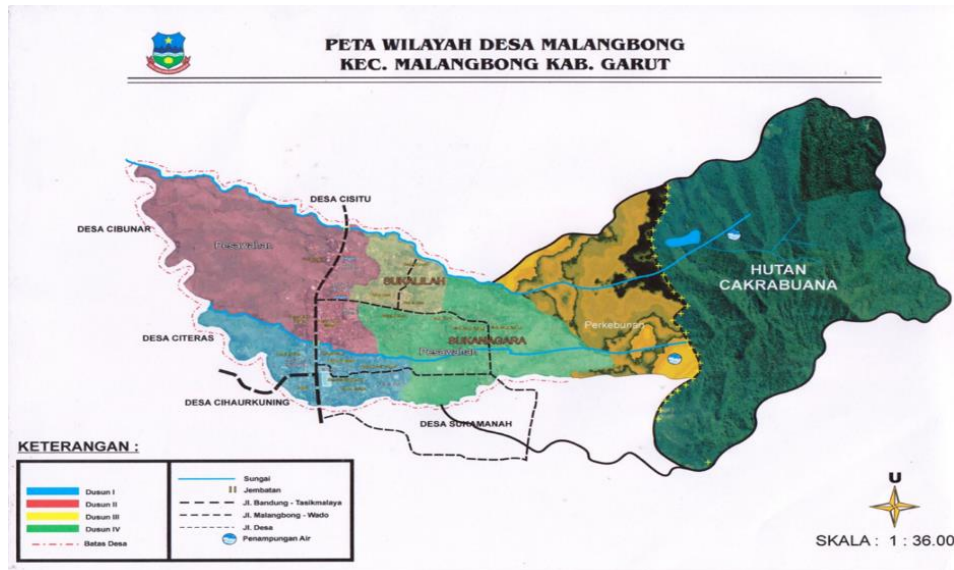 PETA WILAYAH DESA MALANGBONG
KEC. MALANGBONG KAB. GARUT
DESA CISITU
DESA CIBUNAR
Pesawahan
SUKALILAH
HUTAN
CAKRABUANA
Perkebunan
DESA CITERAS
SUKANAGARA
Pesawahan
DESA CIHAURKUNING
DESA SUKAMANAH
KETERANGAN :
Dusun I
Dusun II
Dusun III
Dusun IV
Batas Desa
Sungai
Jembatan
Jl. Bandung - Tasikmalaya
Jl. Malangbong - Wado
Jl. Desa
Penampungan Air
U
SKALA : 1 : 36.00